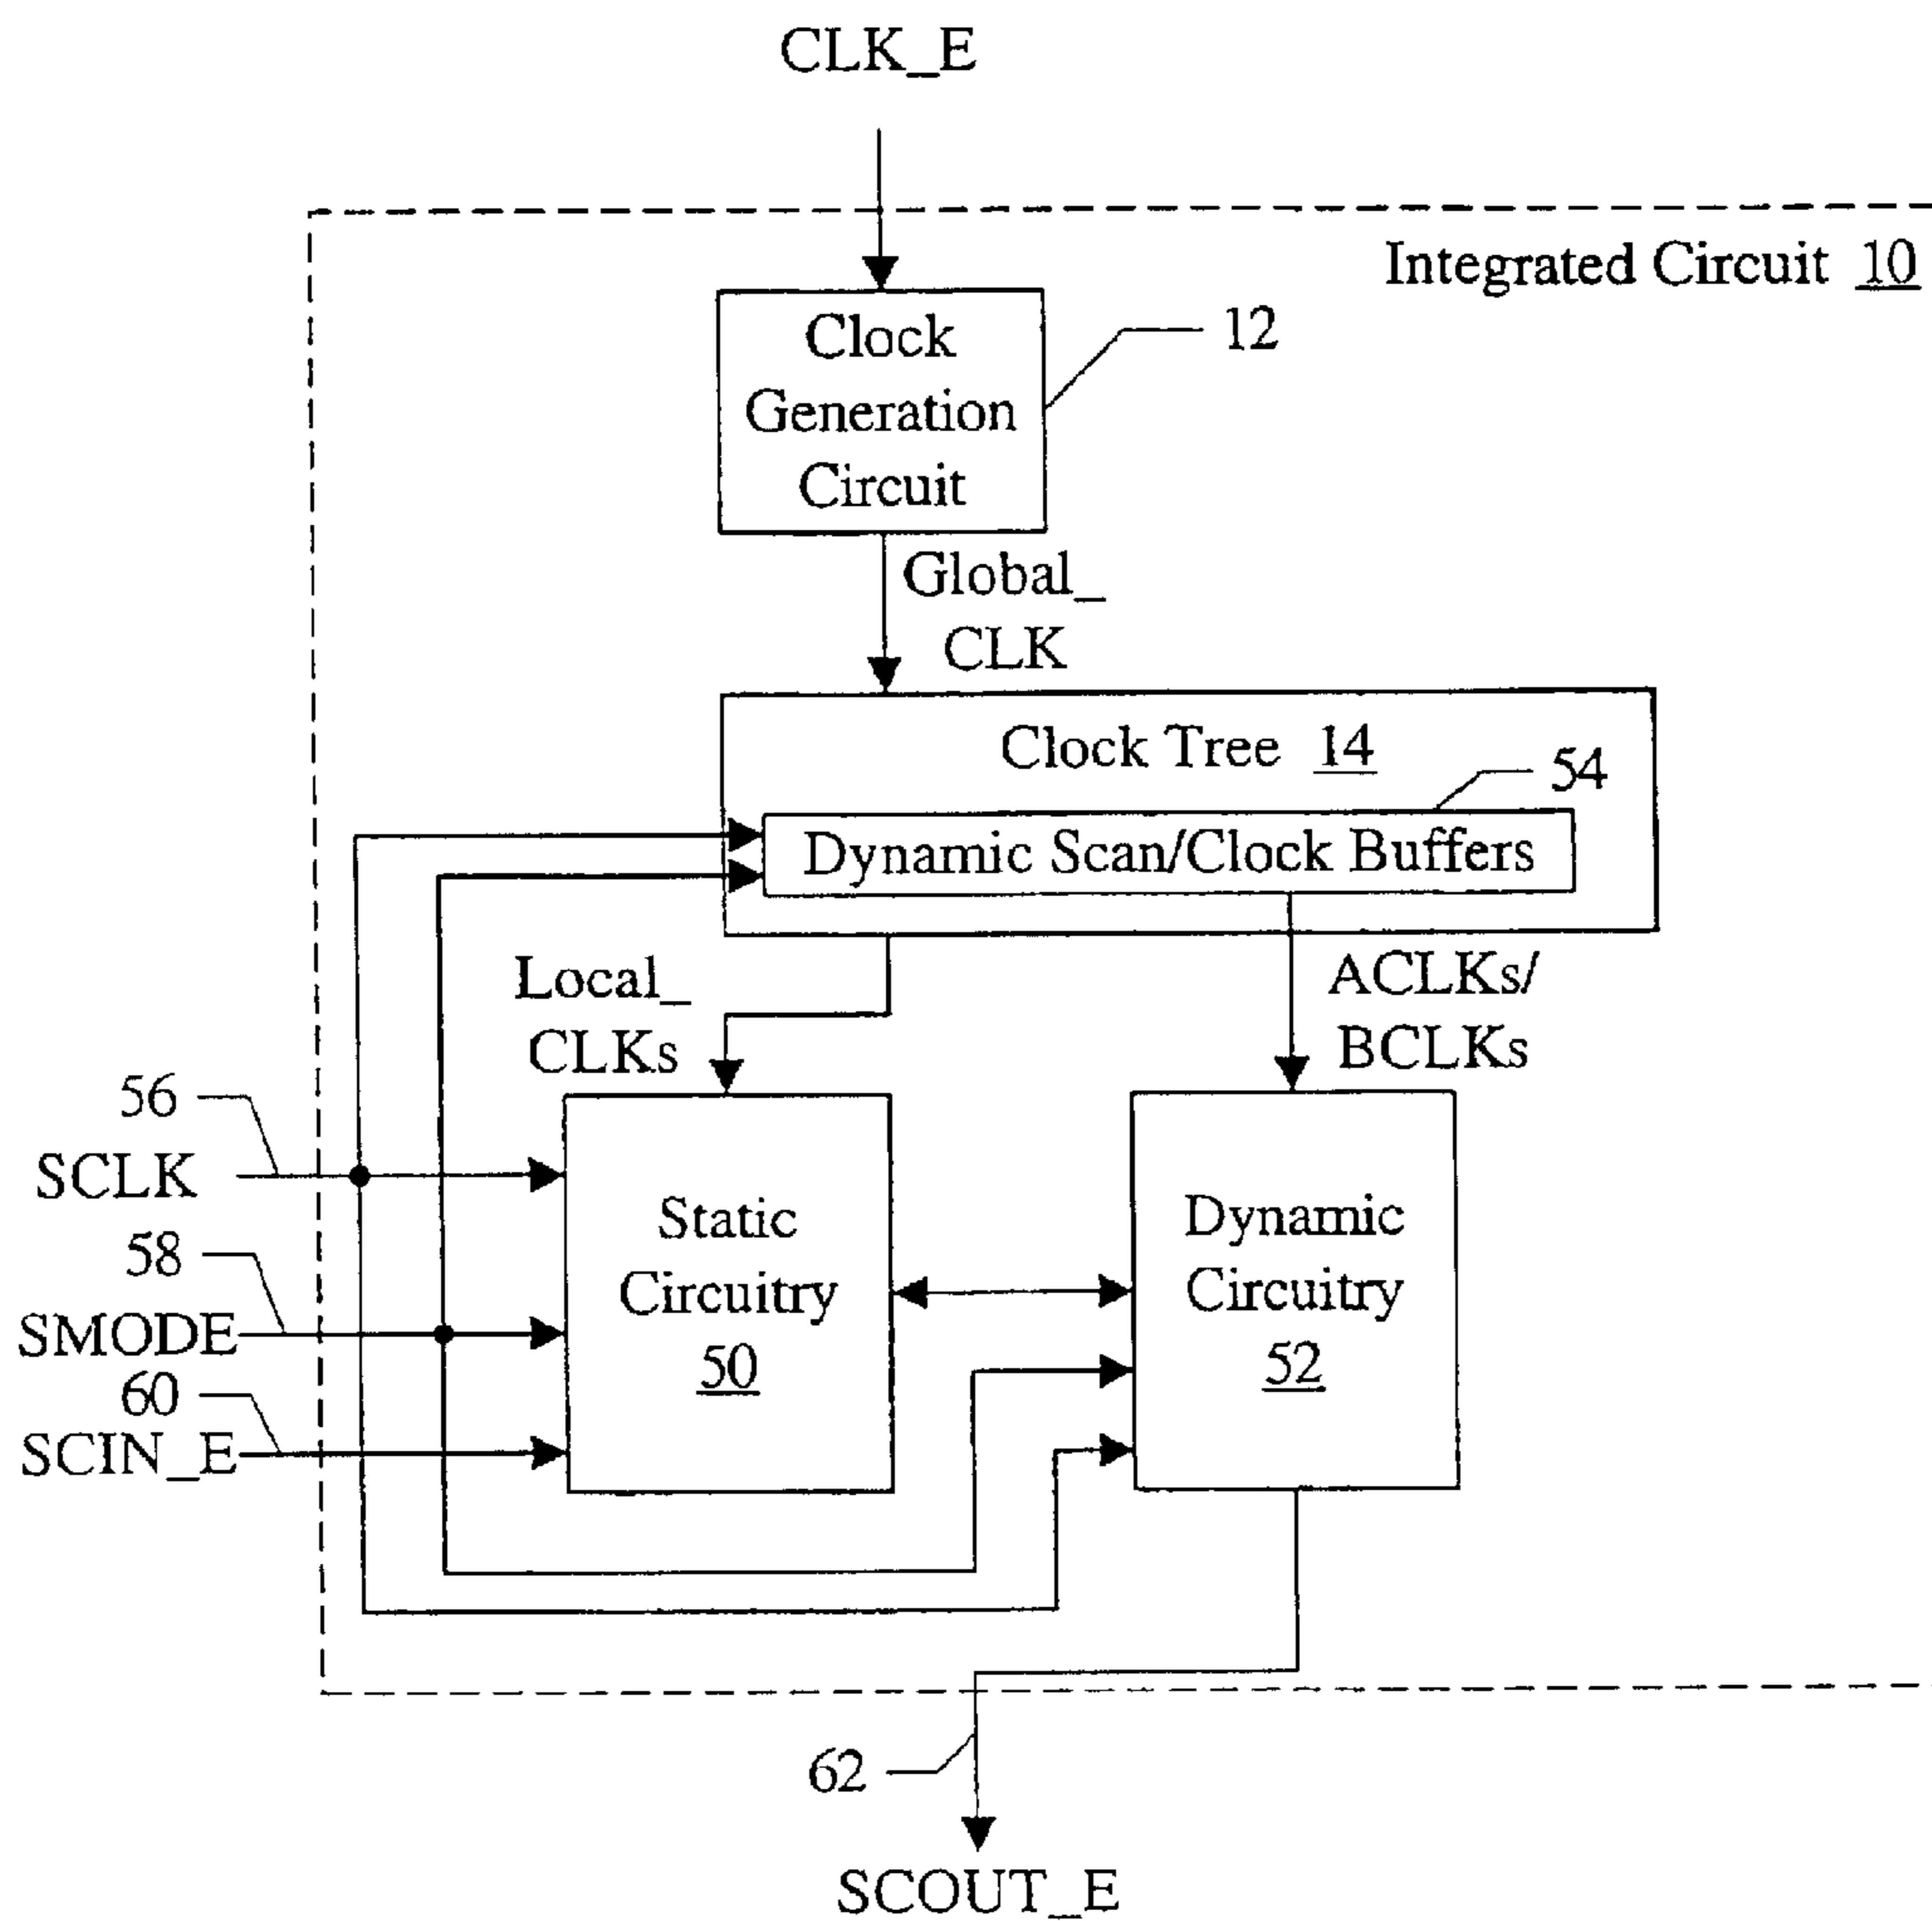 CLK_E
Integrated Circuit 10
Clock
Generation
Circuit
12
Global_
CLK
Clock Tree 14
54
Dynamic Scan/Clock Buffers
Local_
CLKs
ACLKs/
BCLKs
56
SCLK
58
SMODE
60
SCIN_E
Static
Circuitry
50
Dynamic
Circuitry
52
62
SCOUT_E